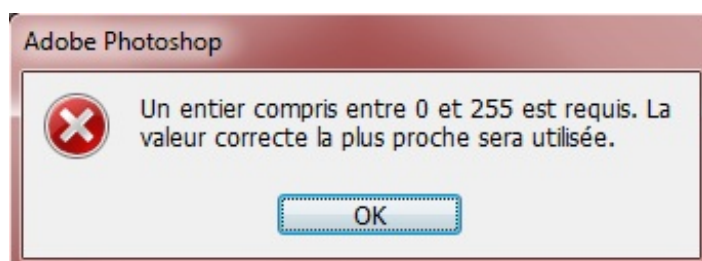 Adobe Photoshop
Un entier compris entre 0 et 255 est requis. La
valeur correcte la plus proche sera utilisée.
OK